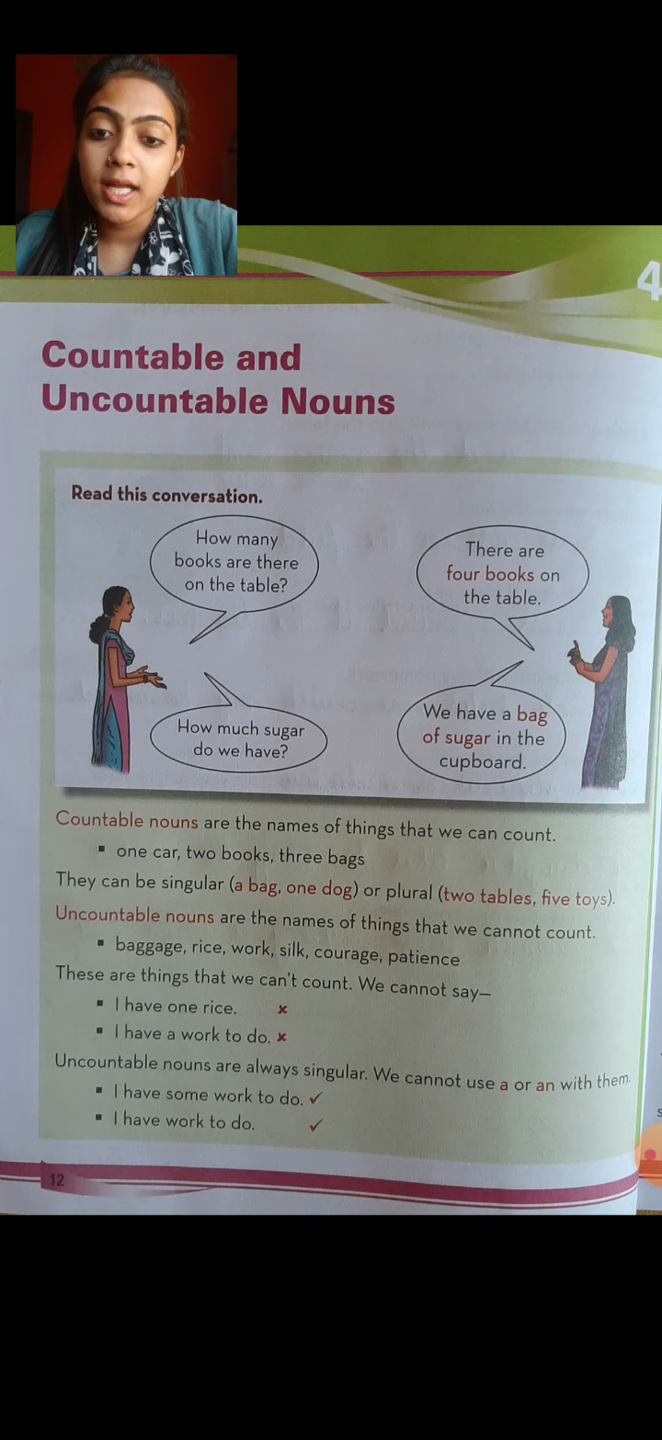 4
Countable and
Uncountable Nouns
Read this conversation.
How many
books are there
on the table?
There are
four books on
the table.
How much sugar
do we have?
We have a bag
of sugar in the
cupboard.
Countable nouns are the names of things that we can count.
▪ one car, two books, three bags
They can be singular (a bag, one dog) or plural (two tables, five toys).
Uncountable nouns are the names of things that we cannot count.
▪ baggage, rice, work, silk, courage, patience
These are things that we can't count. We cannot say—
▪ I have one rice. ✗
▪ I have a work to do. ✗
Uncountable nouns are always singular. We cannot use a or an with them.
▪ I have some work to do. ✓
▪ I have work to do. ✓
12